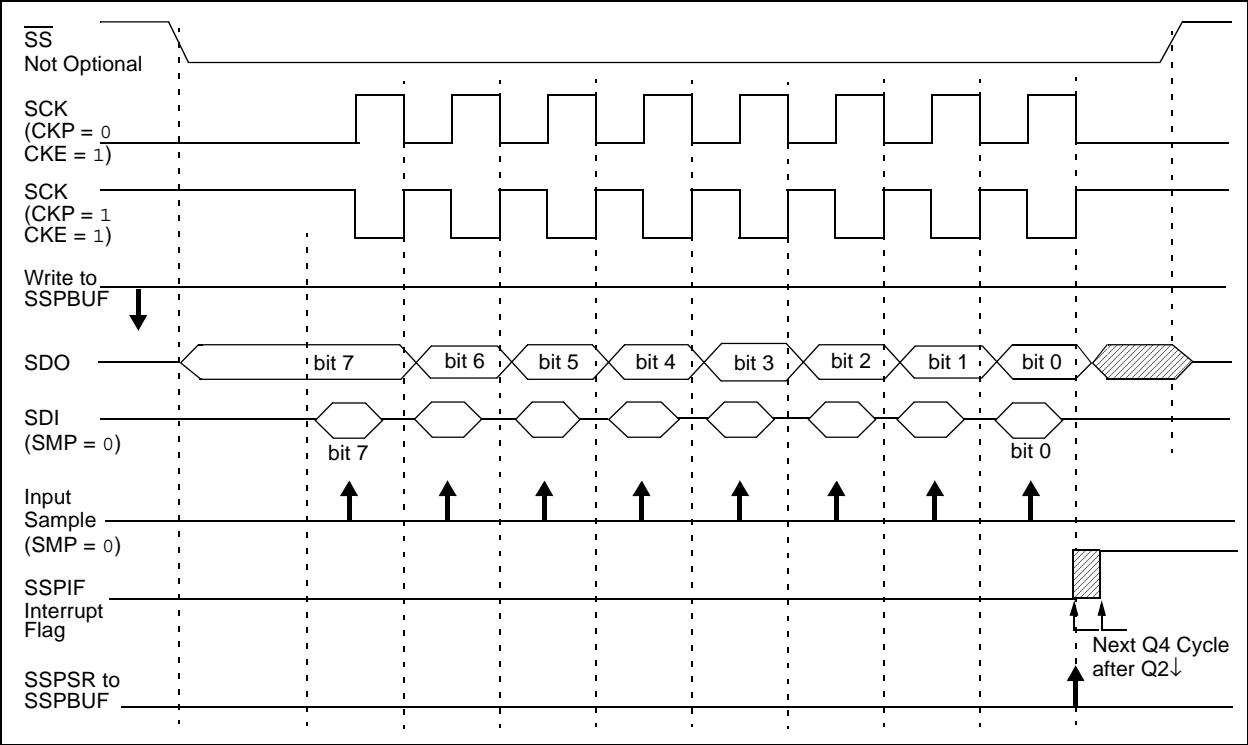 SS
Not Optional
SCK
(CKP = 0
CKE = 1)
SCK
(CKP = 1
CKE = 1)
Write to
SSPBUF
SDO
bit 7 bit 6 bit 5 bit 4 bit 3 bit 2 bit 1 bit 0
SDI
(SMP = 0)
bit 7 bit 0
Input
Sample
(SMP = 0)
SSPIF
Interrupt
Flag
Next Q4 Cycle
after Q2↓
SSPSR to
SSPBUF